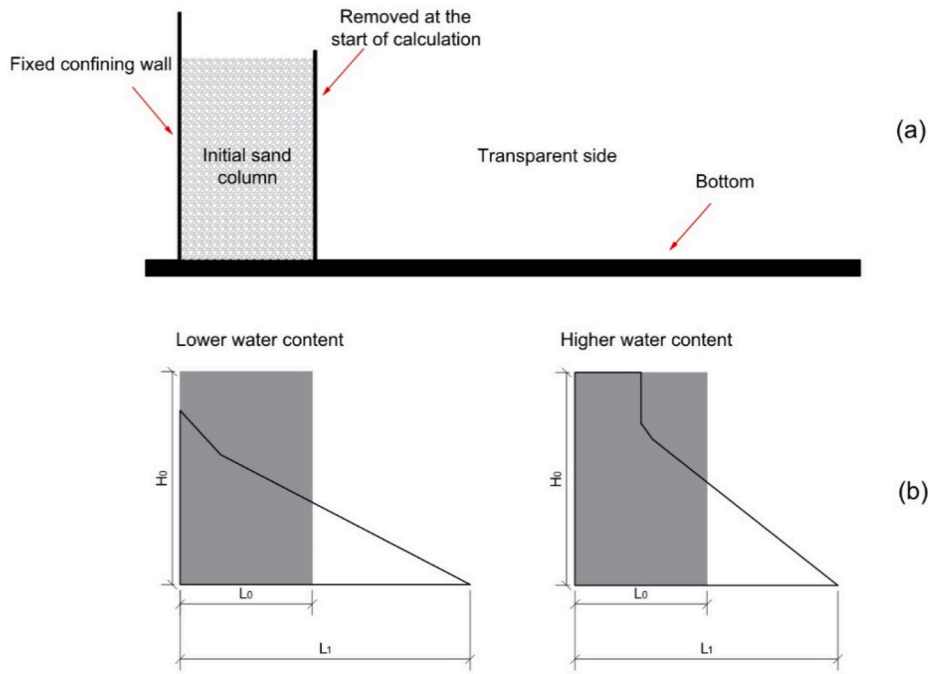 Removed at the
start of calculation
Fixed confining wall
(a)
Initial sand
column
Transparent side
Bottom
Lower water content
Higher water content
H0
H0
(b)
L0
L0
L1
L1